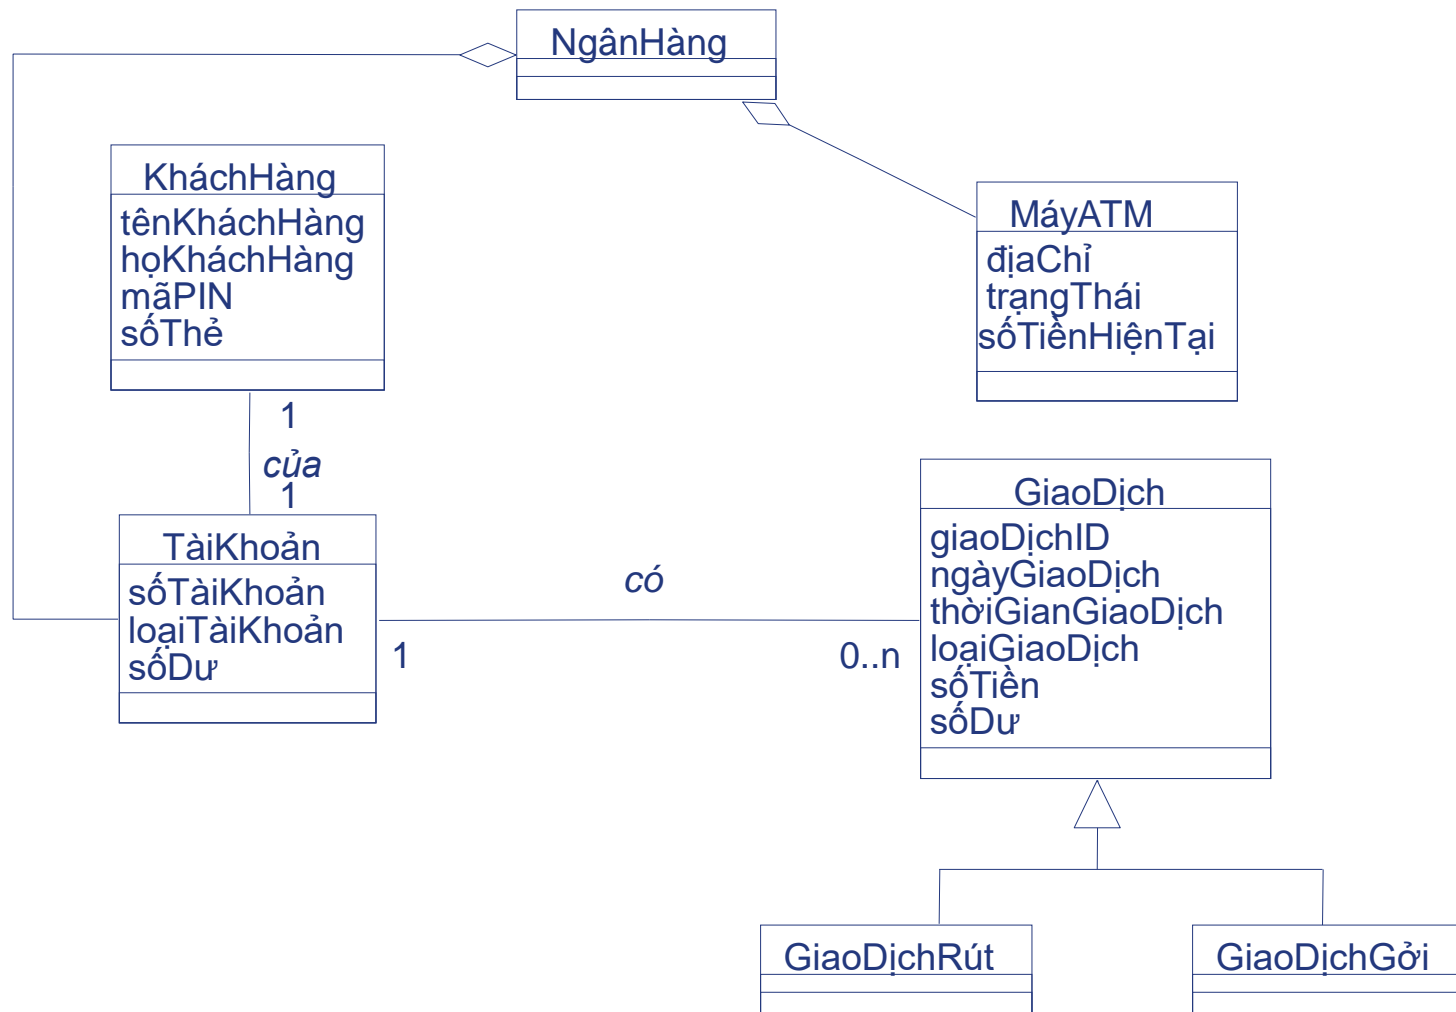 NgânHàng
KháchHàng
tênKháchHàng
họKháchHàng
mãPIN
sốThẻ
MáyATM
địaChỉ
trạngThái
sốTiềnHiệnTại
1
của
1
TàiKhoản
sốTàiKhoản
loạiTàiKhoản
sốDư
có
1
0..n
GiaoDịch
giaoDịchID
ngàyGiaoDịch
thờiGianGiaoDịch
loạiGiaoDịch
sốTiền
sốDư
GiaoDịchRút
GiaoDịchGởi